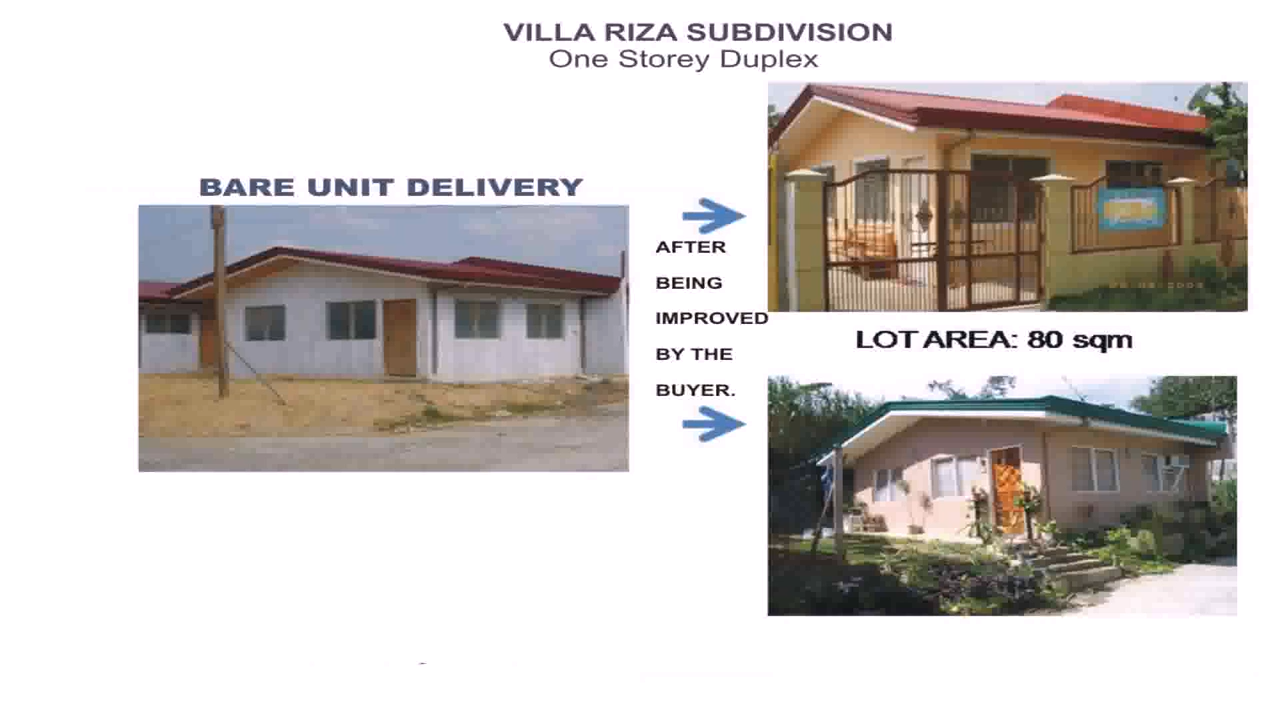 VILLA RIZA SUBDIVISION
One Storey Duplex
BARE UNIT DELIVERY
AFTER
BEING
IMPROVED
BY THE
BUYER.
LOT AREA: 80 sqm